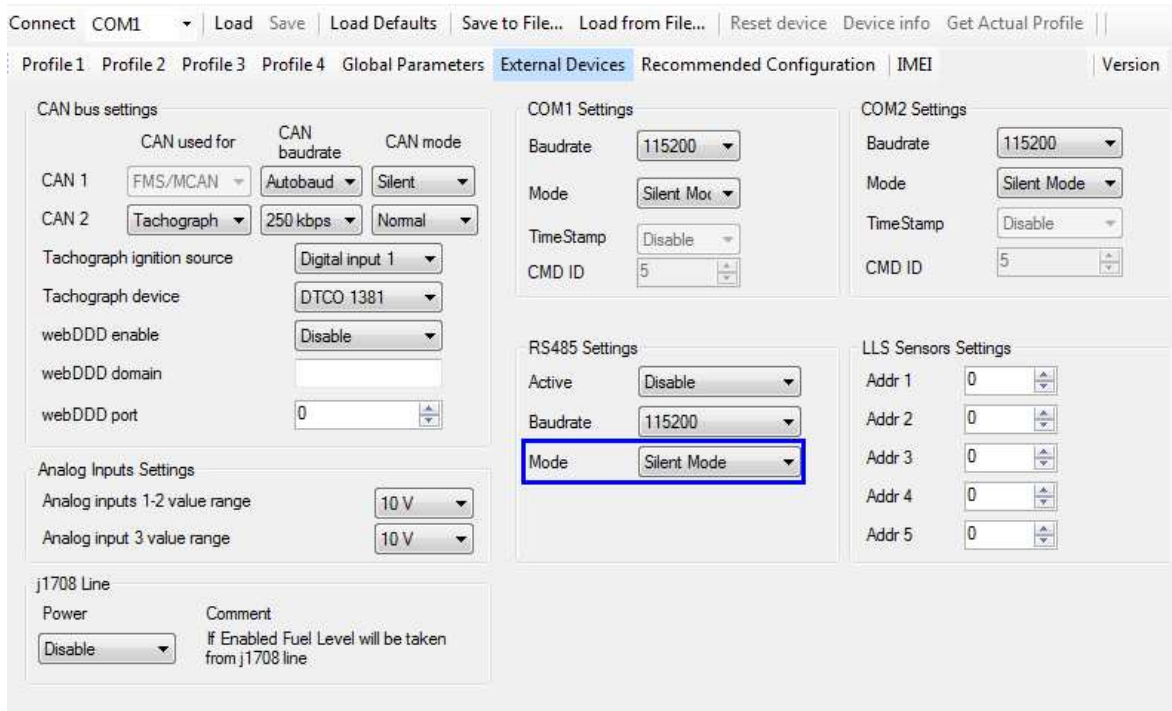 Connect COM1 Load Save Load Defaults Save to File... Load from File... Reset device Device info Get Actual Profile
Profile 1 Profile 2 Profile 3 Profile 4 Global Parameters External Devices Recommended Configuration IMEI Version
CAN bus settings
CAN used for CAN baudrate CAN mode
CAN 1 FMS/MCAN Autobaud Silent
CAN 2 Tachograph 250 kbps Normal
Tachograph ignition source Digital input 1
Tachograph device DTCO 1381
webDDD enable Disable
webDDD domain
webDDD port 0
Analog Inputs Settings
Analog inputs 1-2 value range 10 V
Analog input 3 value range 10 V
j1708 Line
Power Comment
Disable If Enabled Fuel Level will be taken
from j1708 line
COM1 Settings
Baudrate 115200
Mode Silent Moc
TimeStamp Disable
CMD ID 5
COM2 Settings
Baudrate 115200
Mode Silent Mode
TimeStamp Disable
CMD ID 5
RS485 Settings
Active Disable
Baudrate 115200
Mode Silent Mode
LLS Sensors Settings
Addr 1 0
Addr 2 0
Addr 3 0
Addr 4 0
Addr 5 0